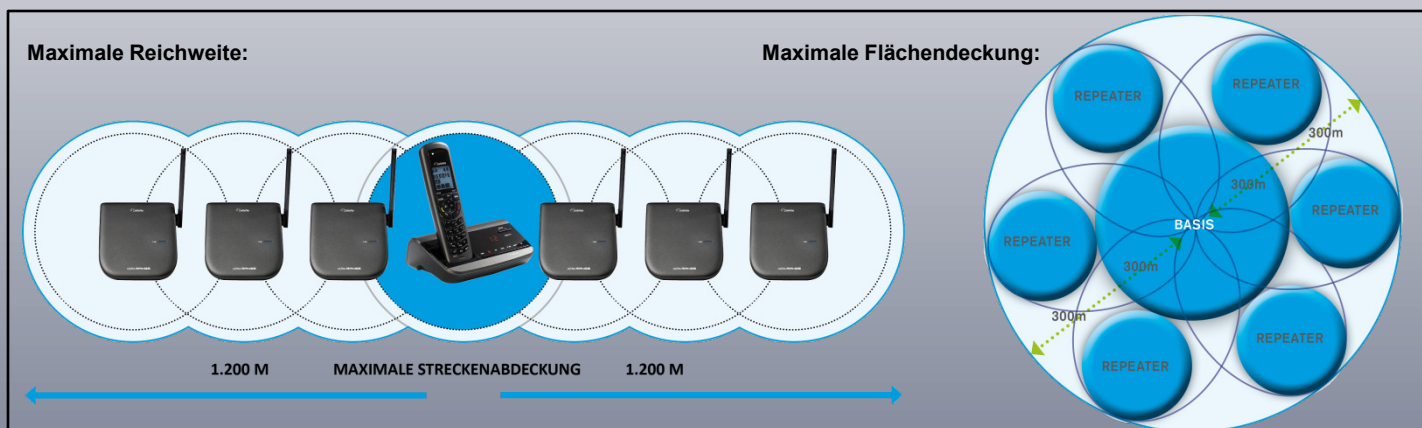 Maximale Reichweite:
1.200 M
MAXIMALE STRECKENABDECKUNG
1.200 M
Maximale Flächendeckung:
REPEATER
REPEATER
300m
300m
REPEATER
BASIS
REPEATER
300m
300m
REPEATER
REPEATER